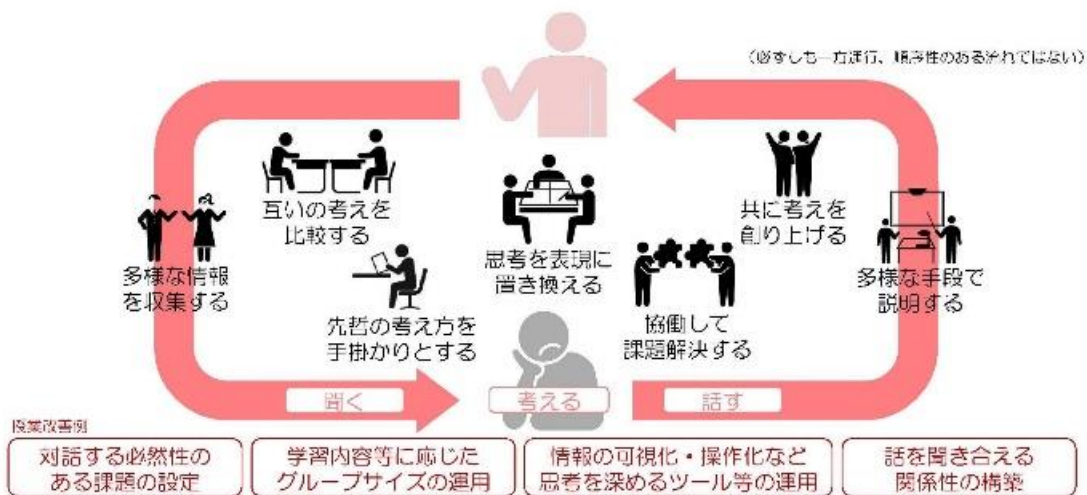 （必ずしも一方通行、順序性のある流れではない）
互いの考えを
比較する
思考を表現に
置き換える
共に考えを
創り上げる
多様な情報
を収集する
先哲の考え方を
手掛かりとする
協働して
課題解決する
多様な手段で
説明する
聞く
考える
話す
授業改善例
対話する必然性の
ある課題の設定
学習内容等に応じた
グループサイズの運用
情報の可視化・操作化など
思考を深めるツール等の運用
話を聞き合える
関係性の構築